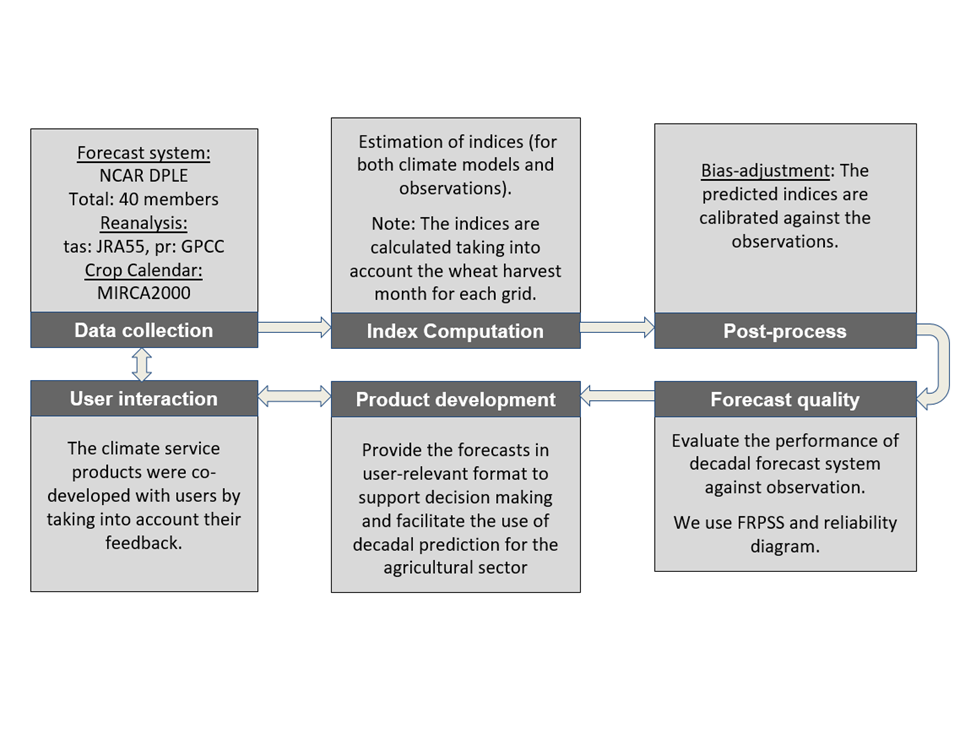 Forecast system:
NCAR DPLE
Total: 40 members
Reanalysis:
tas: JRA55, pr: GPCC
Crop Calendar:
MIRCA2000
Data collection
Estimation of indices (for
both climate models and
observations).
Note: The indices are
calculated taking into
account the wheat harvest
month for each grid.
Index Computation
Bias-adjustment: The
predicted indices are
calibrated against the
observations.
Post-process
User interaction
The climate service
products were co-
developed with users by
taking into account their
feedback.
Product development
Provide the forecasts in
user-relevant format to
support decision making
and facilitate the use of
decadal prediction for the
agricultural sector
Forecast quality
Evaluate the performance of
decadal forecast system
against observation.
We use FRPSS and reliability
diagram.